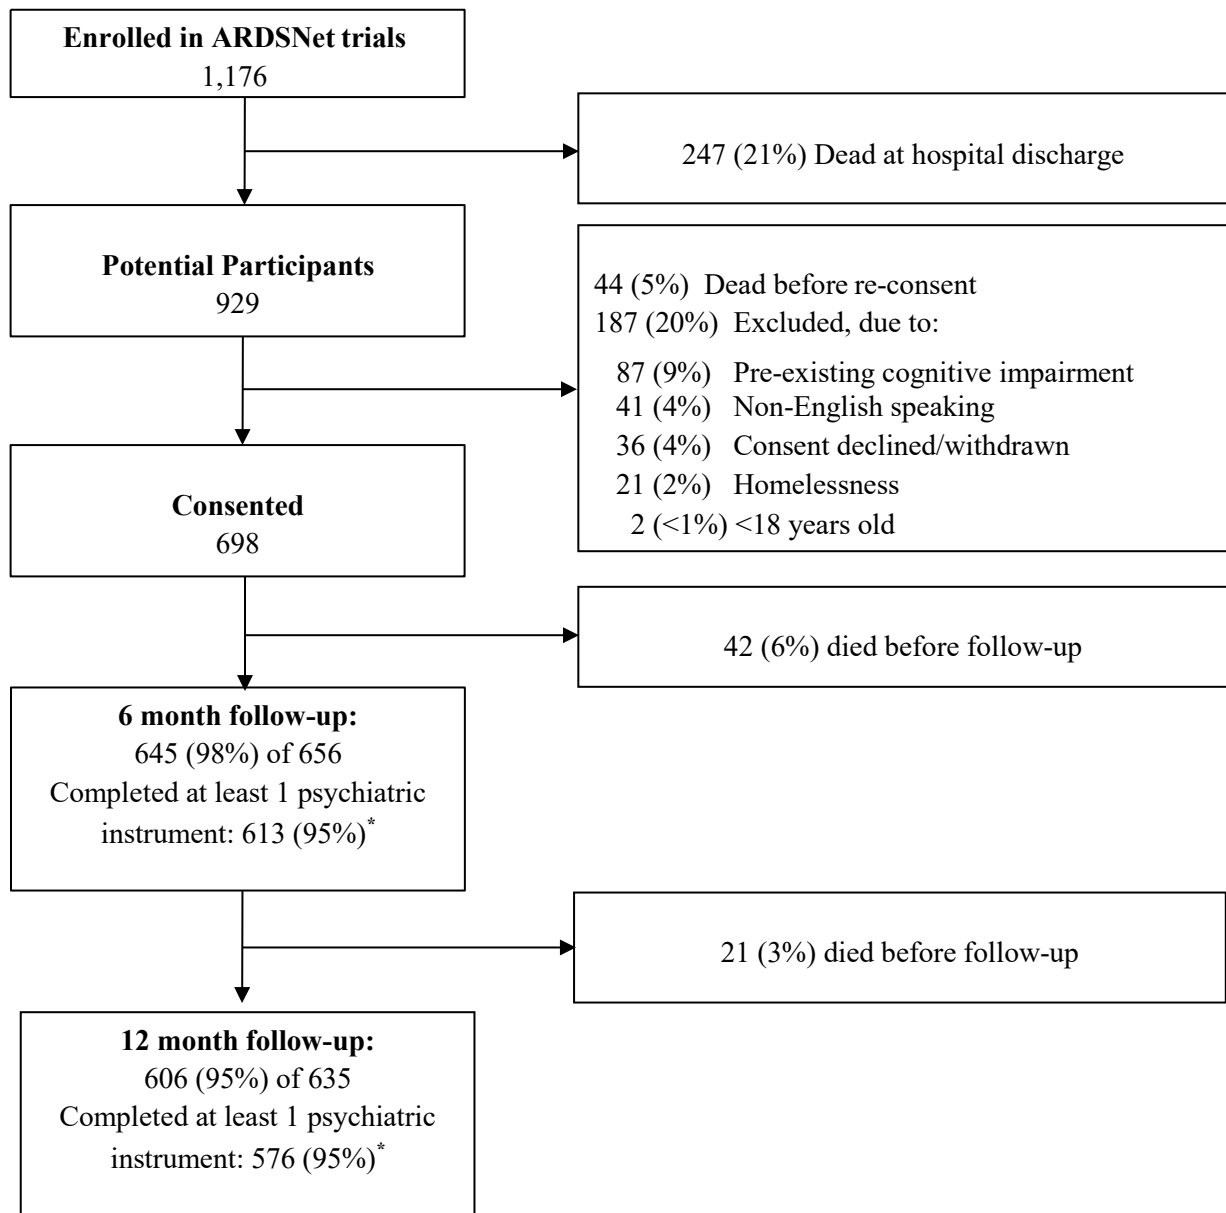 Enrolled in ARDSNet trials
1,176
247 (21%) Dead at hospital discharge
Potential Participants
929
44 (5%) Dead before re-consent
187 (20%) Excluded, due to:
87 (9%) Pre-existing cognitive impairment
41 (4%) Non-English speaking
36 (4%) Consent declined/withdrawn
21 (2%) Homelessness
2 (<1%) <18 years old
Consented
698
42 (6%) died before follow-up
6 month follow-up:
645 (98%) of 656
Completed at least 1 psychiatric
instrument: 613 (95%)*
21 (3%) died before follow-up
12 month follow-up:
606 (95%) of 635
Completed at least 1 psychiatric
instrument: 576 (95%)*